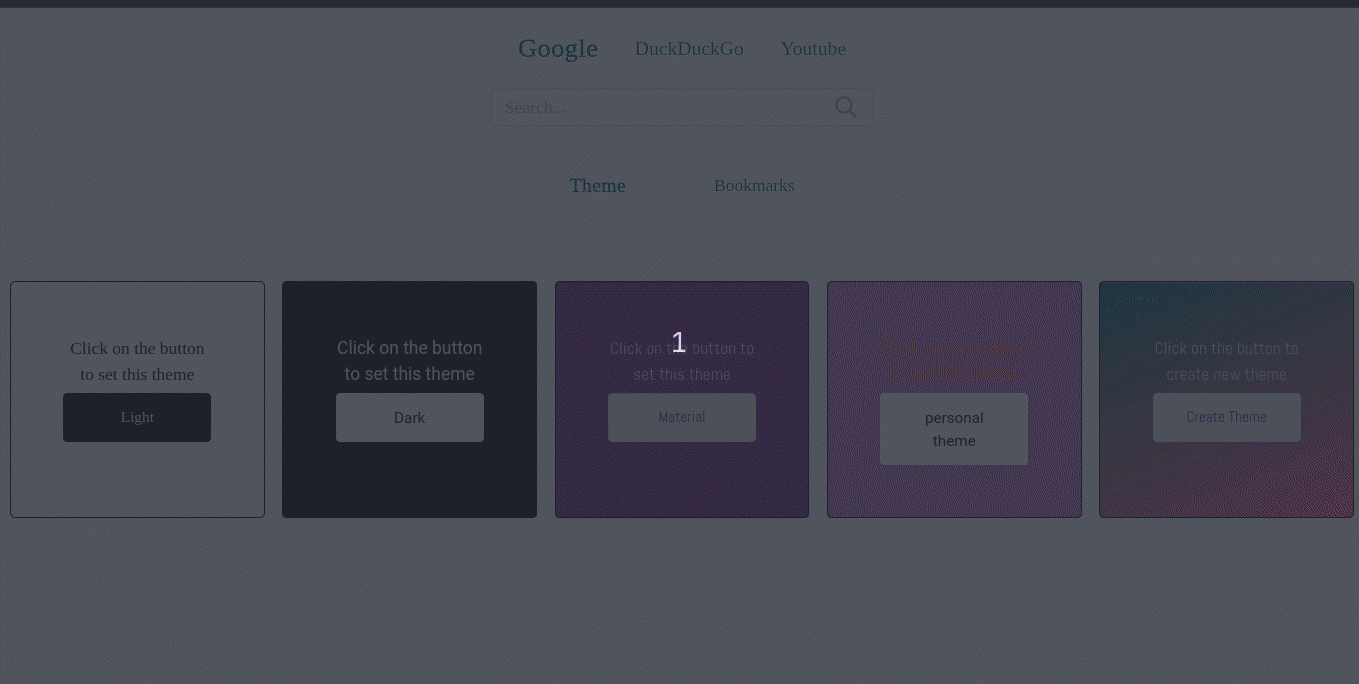 Google DuckDuckGo Youtube
Search...
Theme Bookmarks
Click on the button
to set this theme
Light
Click on the button
to set this theme
Dark
1
Click on the button to
set this theme
Material
personal
theme
Click on the button to
create new theme
Create Theme